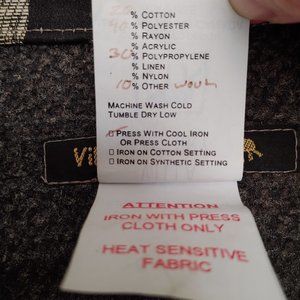 % COTTON
% POLYESTER
% RAYON
% ACRYLIC
30% POLYPROPYLENE
% LINEN
% NYLON
10% OTHER
MACHINE WASH COLD
TUMBLE DRY LOW
PRESS WITH COOL IRON
OR PRESS CLOTH
IRON ON COTTON SETTING
IRON ON SYNTHETIC SETTING
ATTENTION
IRON WITH PRESS
CLOTH ONLY
HEAT SENSITIVE
FABRIC